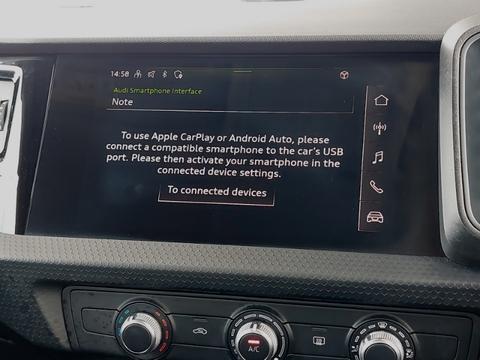 14:58
Audi Smartphone Interface
Note
To use Apple CarPlay or Android Auto, please
connect a compatible smartphone to the car's USB
port. Please then activate your smartphone in the
connected device settings.
To connected devices
A/C